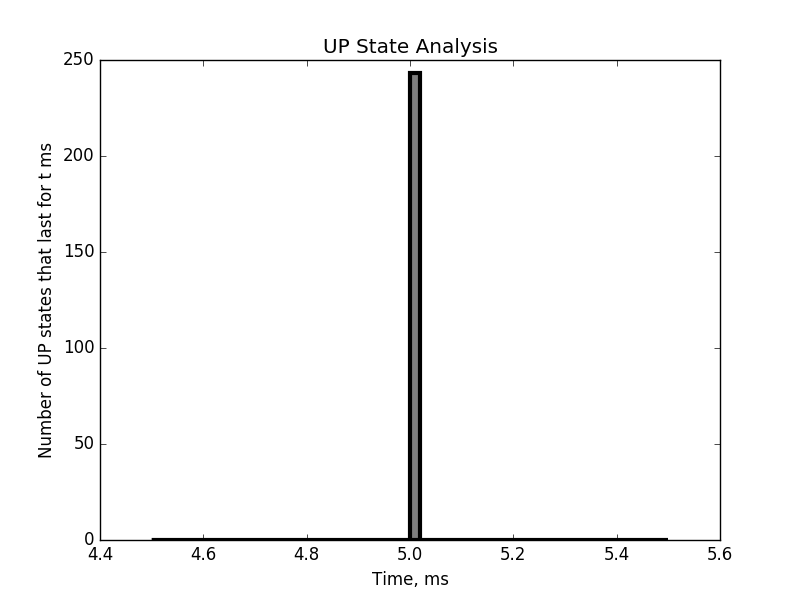 UP State Analysis
Number of UP states that last for t ms
250
200
150
100
50
0
4.4 4.6 4.8 5.0 5.2 5.4 5.6
Time, ms